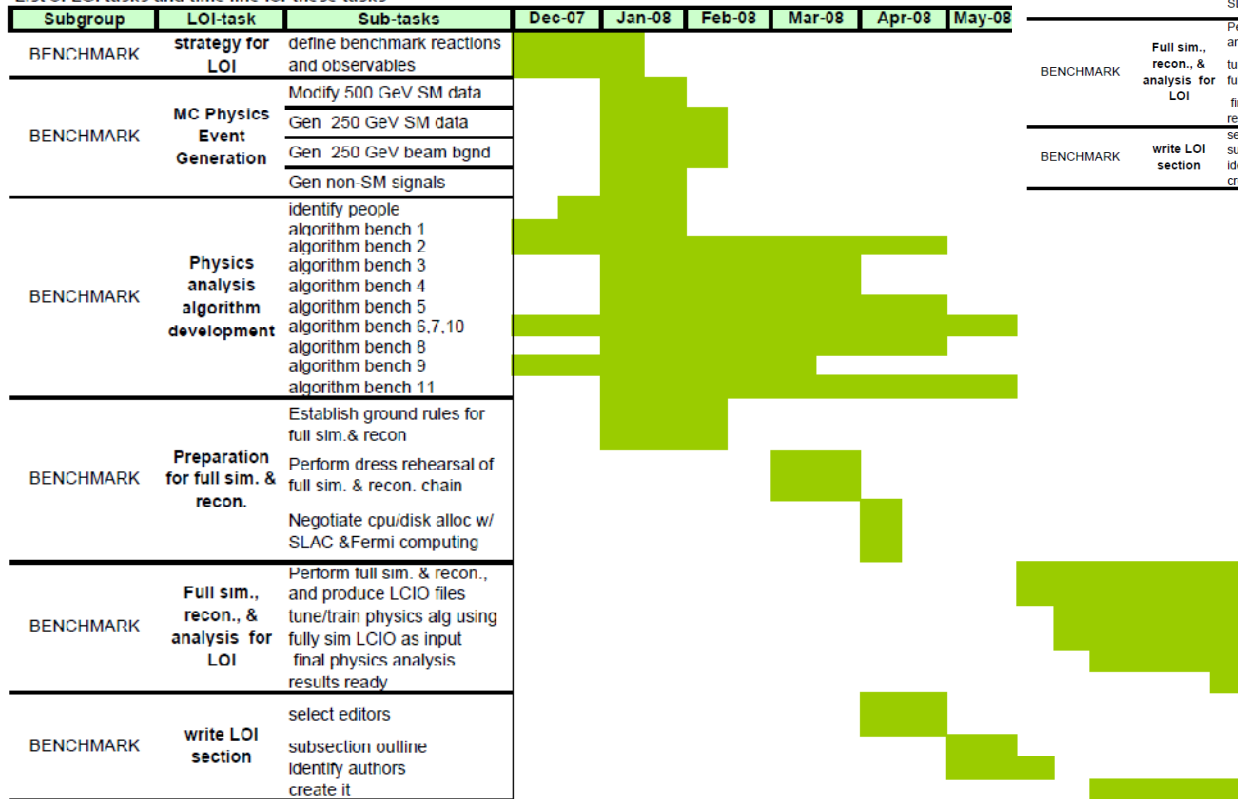 Subgroup LOI-task Sub-tasks Dec-07 Jan-08 Feb-08 Mar-08 Apr-08 May-08
BENCHMARK
strategy for
LOI
define benchmark reactions
and observables
BENCHMARK
MC Physics
Event
Generation
Modify 500 GeV SM data
Gen 250 GeV SM data
Gen 250 GeV beam bgnd
Gen non-SM signals
BENCHMARK
Physics
analysis
algorithm
development
identify people
algorithm bench 1
algorithm bench 2
algorithm bench 3
algorithm bench 4
algorithm bench 5
algorithm bench 6,7,10
algorithm bench 8
algorithm bench 9
algorithm bench 11
BENCHMARK
Preparation
for full sim. &
recon.
Establish ground rules for
full sim.& recon
Perform dress rehearsal of
full sim. & recon. chain
Negotiate cpu/disk alloc w/
SLAC &Fermi computing
BENCHMARK
Full sim.,
recon., &
analysis for
LOI
Perform full sim. & recon.,
and produce LCIO files
tune/train physics alg using
fully sim LCIO as input
final physics analysis
results ready
BENCHMARK
write LOI
section
select editors
subsection outline
identify authors
create it
BENCHMARK
Full sim.,
recon., &
analysis for
LOI
BENCHMARK
write LOI
section